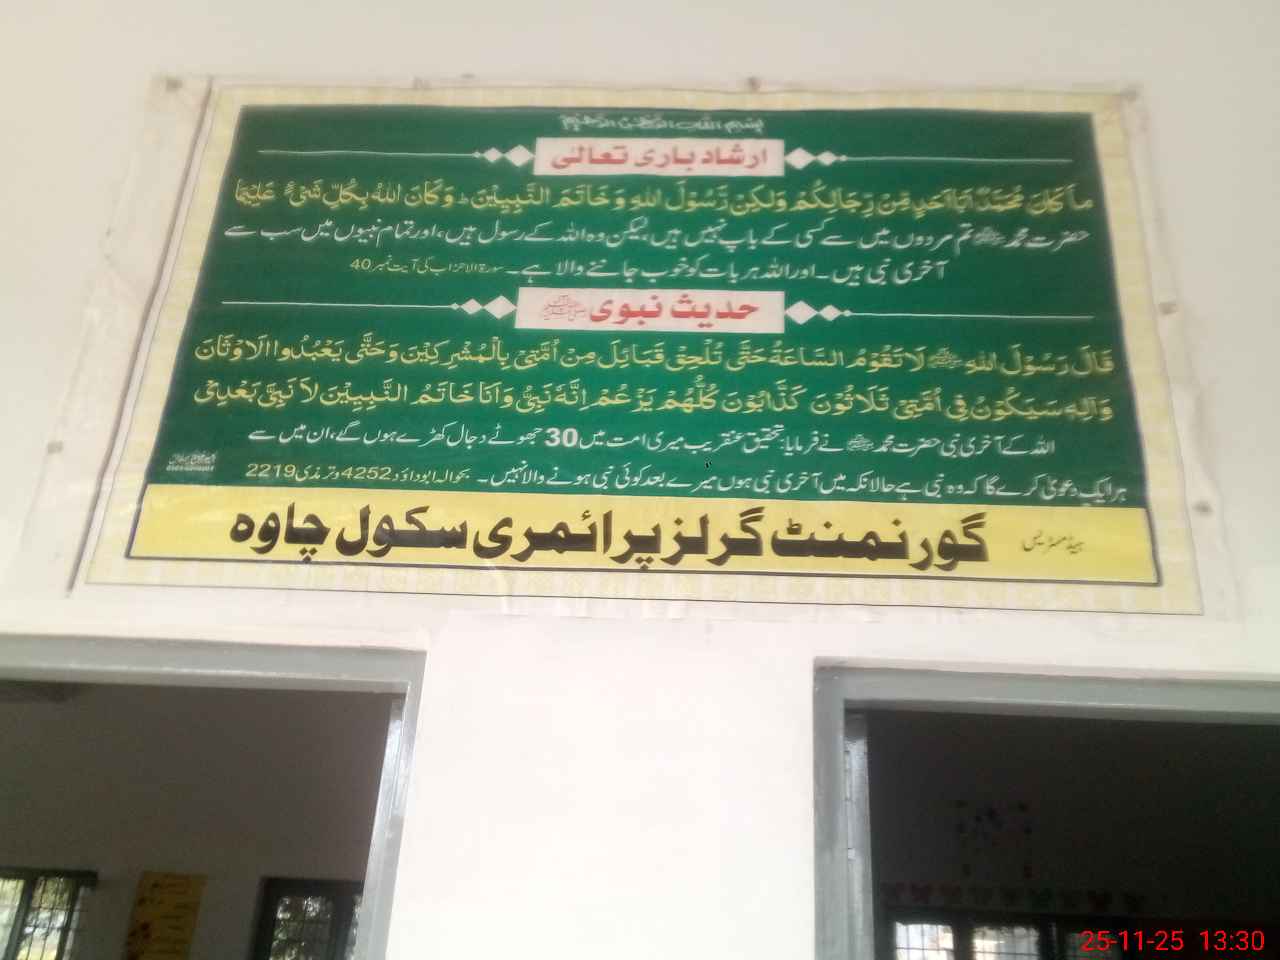 بسم اللہ الرحمن الرحیم
ارشاد باری تعالیٰ
مَا كَانَ مُحَمَّدٌ اَبَآ اَحَدٍ مِّنْ رِّجَالِكُمْ وَلٰكِنْ رَّسُوْلَ اللهِ وَخَاتَمَ النَّبِيِّيْنَ ؕ وَكَانَ اللهُ بِكُلِّ شَيْءٍ عَلِيْمًا
حضرت محمد ﷺ تم مردوں میں سے کسی کے باپ نہیں ہیں لیکن وہ اللہ کے رسول ہیں، اور تمام نبیوں میں سب سے
آخری نبی ہیں۔ اور اللہ ہر بات کو خوب جاننے والا ہے۔ سورۃ الاحزاب کی آیت نمبر 40
حدیث نبوی ﷺ
قَالَ رَسُوْلَ اللهِ ﷺ لَا تَقُوْمُ السَّاعَةُ حَتّٰى تُلْحِقَ قَبَائِلَ مِنْ اُمَّتِيْ بِالْمُشْرِكِيْنَ وَحَتّٰى يَعْبُدُوا الْاَوْثَانَ
وَاِنَّهٗ سَيَكُوْنُ فِي اُمَّتِيْ ثَلَاثُوْنَ كَذَّابُوْنَ كُلُّهُمْ يَزْعُمْ اِنَّهٗ نَبِيٌّ وَاَنَا خَاتَمُ النَّبِيِّيْنَ لَا نَبِيَّ بَعْدِيْ
اللہ کے آخری نبی حضرت محمد ﷺ نے فرمایا: تحقیق عنقریب میری امت میں 30 جھوٹے دجال کھڑے ہوں گے، ان میں سے
ہر ایک دعویٰ کرے گا کہ وہ نبی ہے حالانکہ میں آخری نبی ہوں میرے بعد کوئی نبی ہونے والا نہیں۔ بحوالہ ابوداؤد 4252 و ترمذی 2219
ہیڈ مسٹریس گورنمنٹ گرلز پرائمری سکول چاوہ
25-11-25 13:30